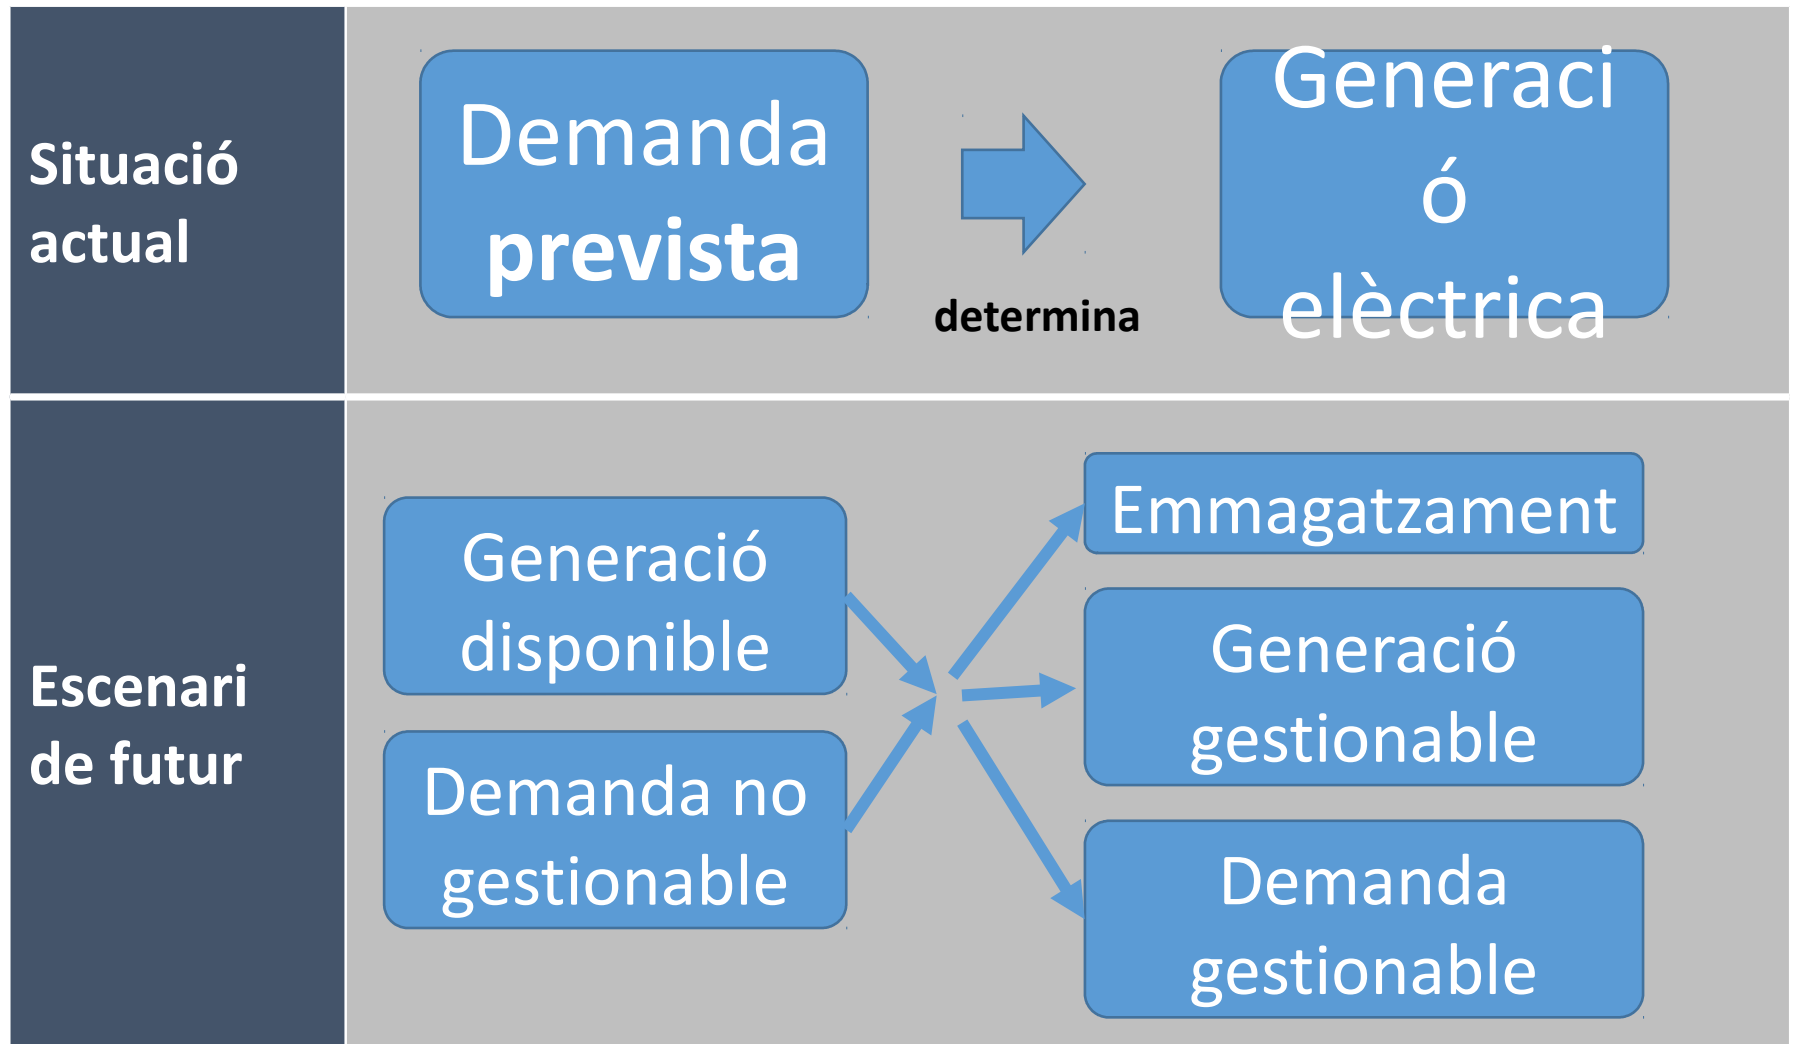 Situació
actual
Demanda
prevista
determina
Generaci
ó
elèctrica
Escenari
de futur
Generació
disponible
Demanda no
gestionable
Emmagatzament
Generació
gestionable
Demanda
gestionable